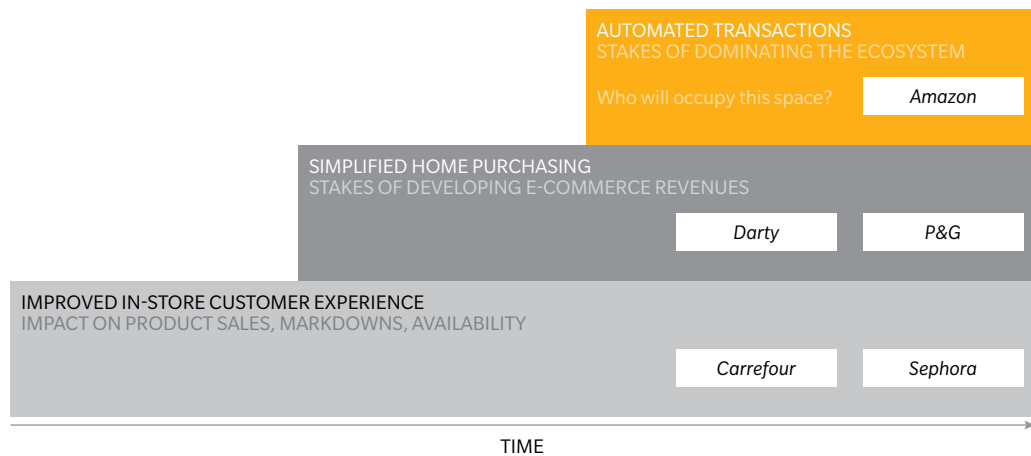 AUTOMATED TRANSACTIONS
STAKES OF DOMINATING THE ECOSYSTEM
Who will occupy this space?
Amazon
SIMPLIFIED HOME PURCHASING
STAKES OF DEVELOPING E-COMMERCE REVENUES
Darty
P&G
IMPROVED IN-STORE CUSTOMER EXPERIENCE
IMPACT ON PRODUCT SALES, MARKDOWNS, AVAILABILITY
Carrefour
Sephora
TIME